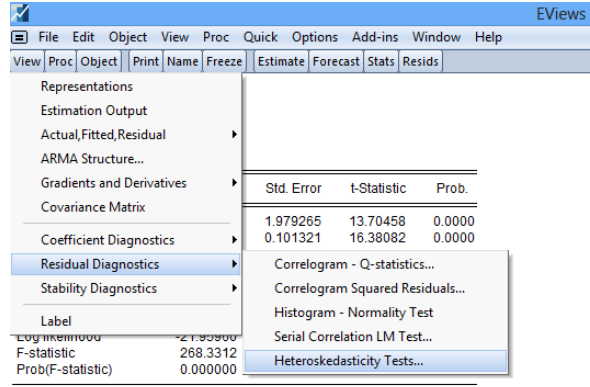 EViews
File Edit Object View Proc Quick Options Add-ins Window Help
View Proc Object Print Name Freeze Estimate Forecast Stats Resids
Representations
Estimation Output
Actual,Fitted,Residual
ARMA Structure...
Gradients and Derivatives
Covariance Matrix
Coefficient Diagnostics
Residual Diagnostics
Stability Diagnostics
Label
Std. Error t-Statistic Prob.
1.979265 13.70458 0.0000
0.101321 16.38082 0.0000
Correlogram - Q-statistics...
Correlogram Squared Residuals...
Histogram - Normality Test
Serial Correlation LM Test...
Heteroskedasticity Tests...
Log likelihood -21.95960
F-statistic 268.3312
Prob(F-statistic) 0.000000